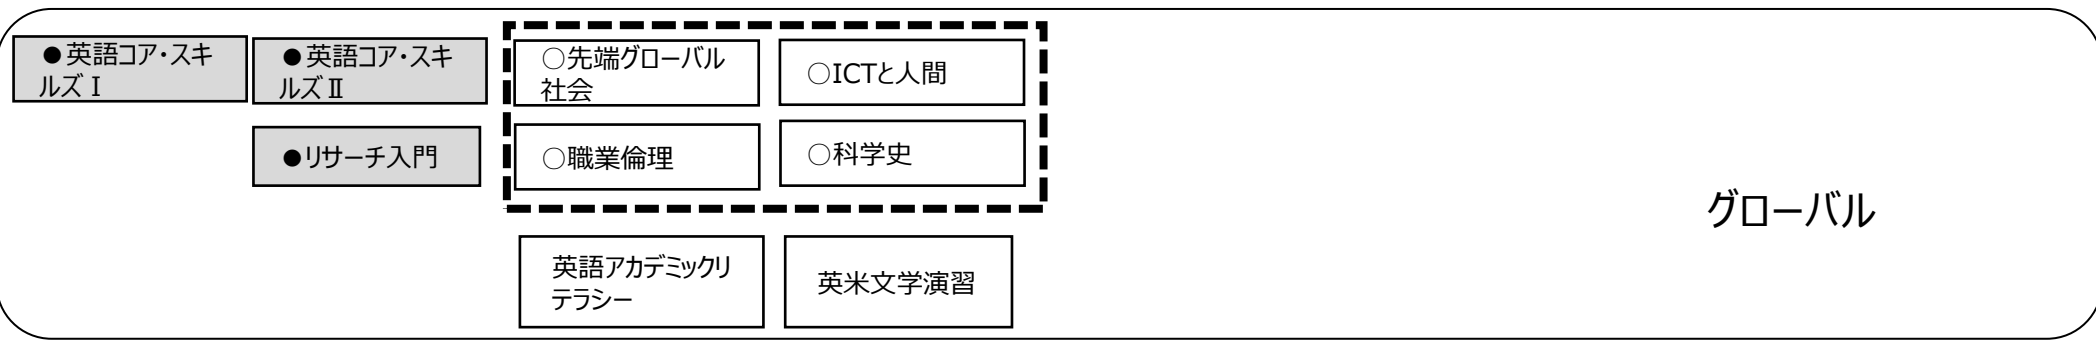 ●英語コア・スキ
ルズⅠ
●英語コア・スキ
ルズⅡ
○先端グローバル
社会
○ICTと人間
●リサーチ入門
○職業倫理
○科学史
グローバル
英語アカデミックリ
テラシー
英米文学演習